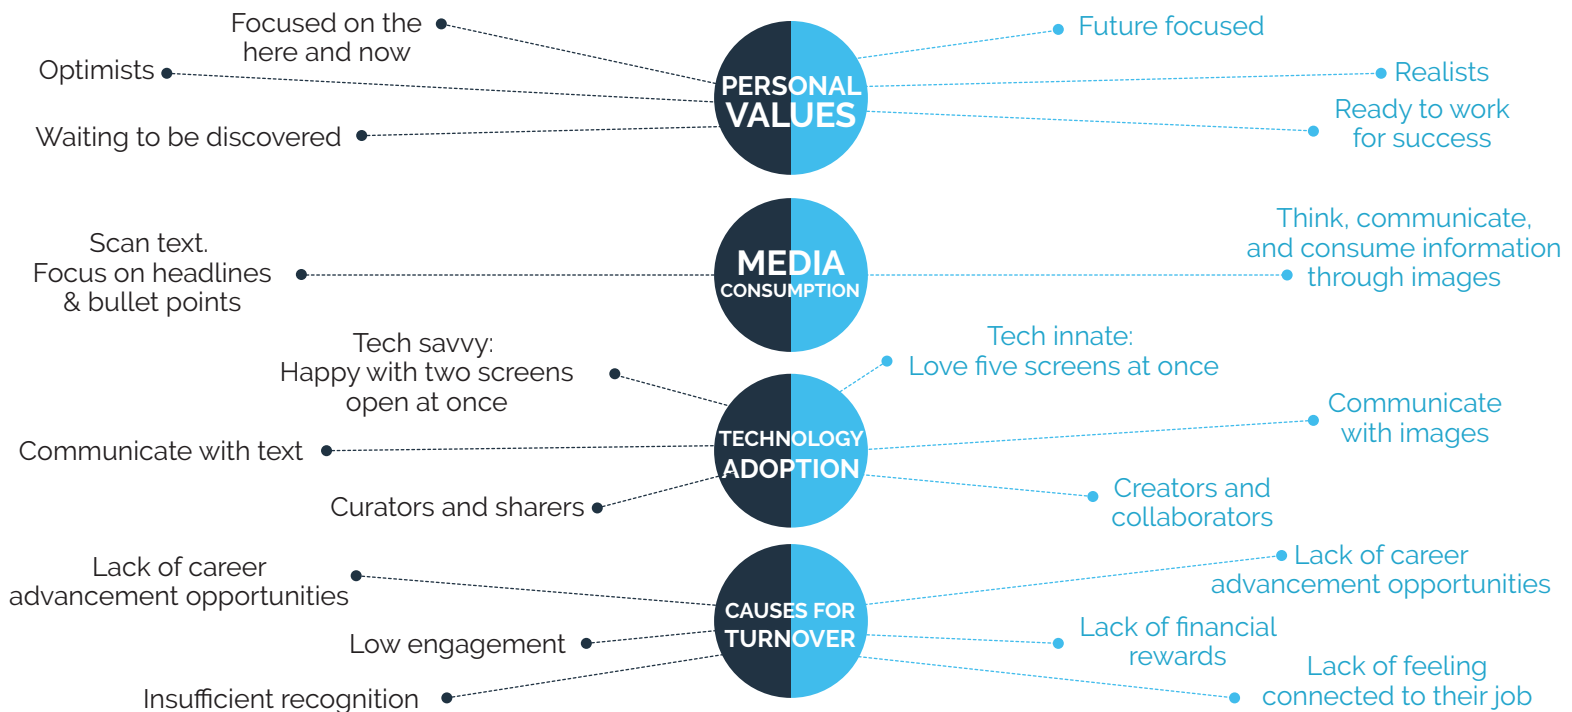 Focused on the
here and now
Optimists
Waiting to be discovered
PERSONAL
VALUES
Future focused
Realists
Ready to work
for success
Scan text.
Focus on headlines
& bullet points
MEDIA
CONSUMPTION
Think, communicate,
and consume information
through images
Tech savvy:
Happy with two screens
open at once
Communicate with text
Curators and sharers
TECHNOLOGY
ADOPTION
Tech innate:
Love five screens at once
Communicate
with images
Creators and
collaborators
Lack of career
advancement opportunities
Low engagement
Insufficient recognition
CAUSES FOR
TURNOVER
Lack of career
advancement opportunities
Lack of financial
rewards
Lack of feeling
connected to their job